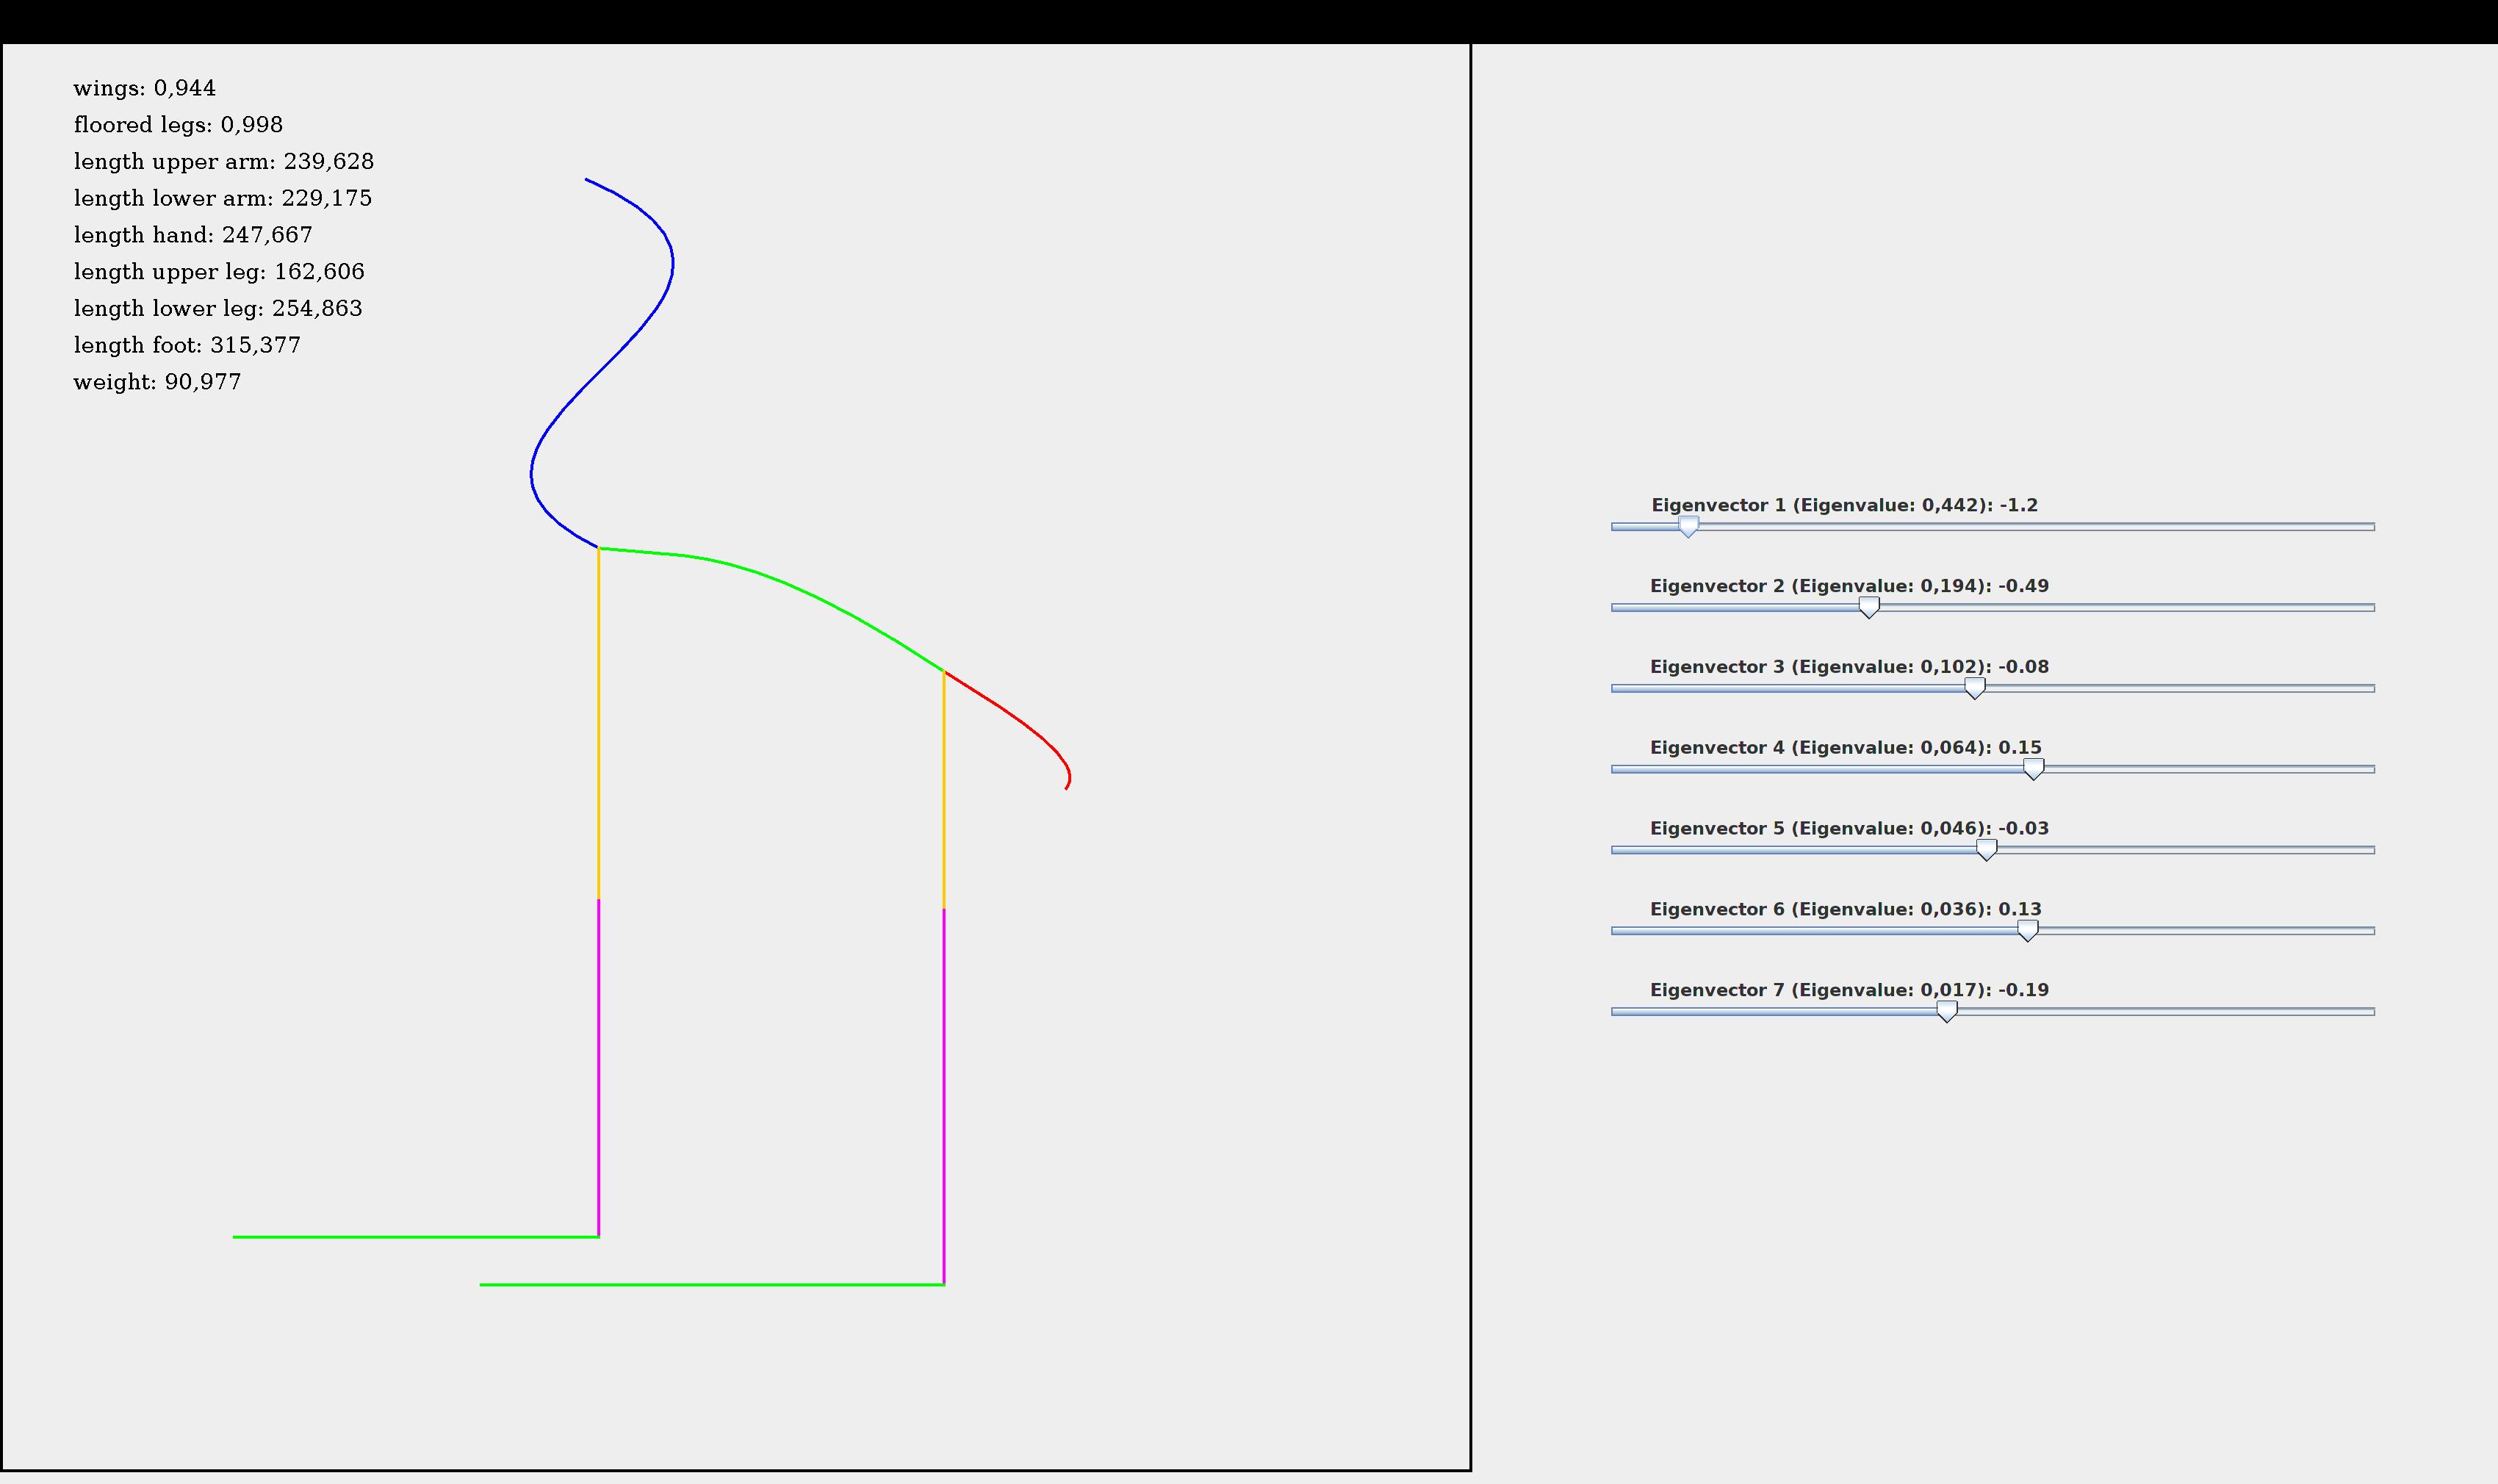 wings: 0,944
floored legs: 0,998
length upper arm: 239,628
length lower arm: 229,175
length hand: 247,667
length upper leg: 162,606
length lower leg: 254,863
length foot: 315,377
weight: 90,977
Eigenvector 1 (Eigenvalue: 0,442): -1.2
Eigenvector 2 (Eigenvalue: 0,194): -0.49
Eigenvector 3 (Eigenvalue: 0,102): -0.08
Eigenvector 4 (Eigenvalue: 0,064): 0.15
Eigenvector 5 (Eigenvalue: 0,046): -0.03
Eigenvector 6 (Eigenvalue: 0,036): 0.13
Eigenvector 7 (Eigenvalue: 0,017): -0.19